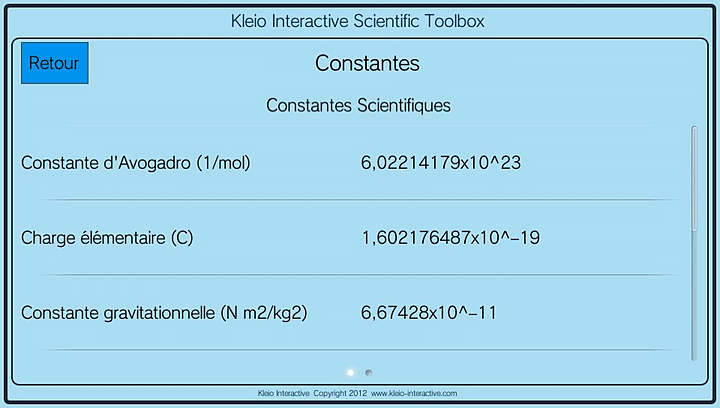 Kleio Interactive Scientific Toolbox
Retour
Constantes
Constantes Scientifiques
Constante d'Avogadro (1/mol) 6,02214179x10^23
Charge élémentaire (C) 1,602176487x10^-19
Constante gravitationnelle (N m2/kg2) 6,67428x10^-11
Kleio Interactive Copyright 2012 www.kleio-interactive.com